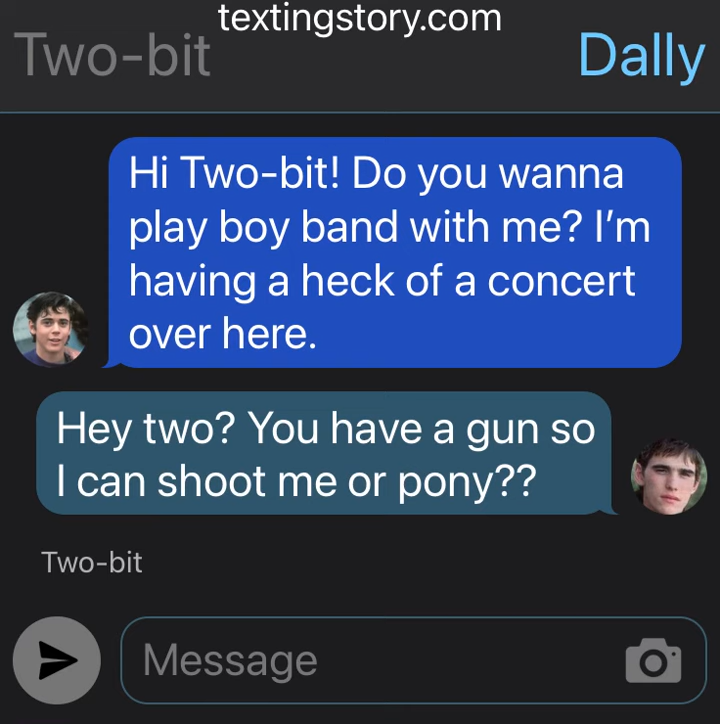 textingstory.com
Two-bit
Dally
Hi Two-bit! Do you wanna
play boy band with me? I’m
having a heck of a concert
over here.
Hey two? You have a gun so
I can shoot me or pony??
Two-bit
Message